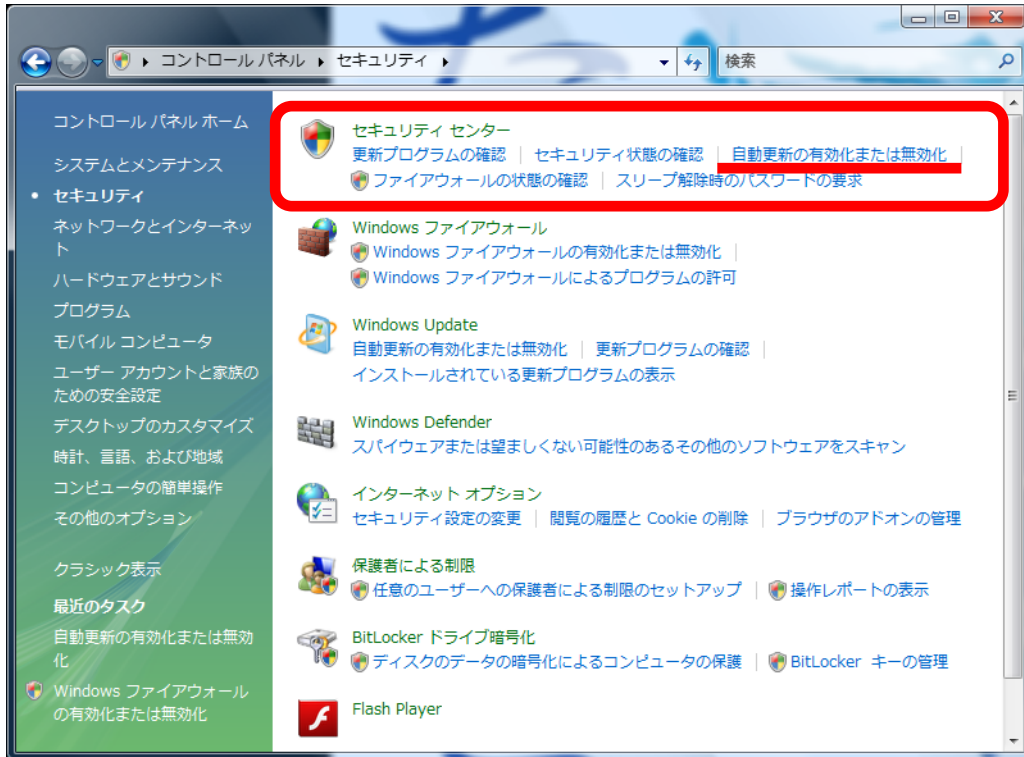 コントロール パネル ▸ セキュリティ ▸
検索
コントロール パネル ホーム
システムとメンテナンス
• セキュリティ
ネットワークとインターネッ
ト
ハードウェアとサウンド
プログラム
モバイル コンピュータ
ユーザー アカウントと家族の
ための安全設定
デスクトップのカスタマイズ
時計、言語、および地域
コンピュータの簡単操作
その他のオプション
クラシック表示
最近のタスク
自動更新の有効化または無効
化
Windows ファイアウォール
の有効化または無効化
セキュリティ センター
更新プログラムの確認 | セキュリティ状態の確認 | 自動更新の有効化または無効化 |
ファイアウォールの状態の確認 | スリープ解除時のパスワードの要求
Windows ファイアウォール
Windows ファイアウォールの有効化または無効化 |
Windows ファイアウォールによるプログラムの許可
Windows Update
自動更新の有効化または無効化 | 更新プログラムの確認 |
インストールされている更新プログラムの表示
Windows Defender
スパイウェアまたは望ましくない可能性のあるその他のソフトウェアをスキャン
インターネット オプション
セキュリティ設定の変更 | 閲覧の履歴と Cookie の削除 | ブラウザのアドオンの管理
保護者による制限
任意のユーザーへの保護者による制限のセットアップ | 操作レポートの表示
BitLocker ドライブ暗号化
ディスクのデータの暗号化によるコンピュータの保護 | BitLocker キーの管理
Flash Player